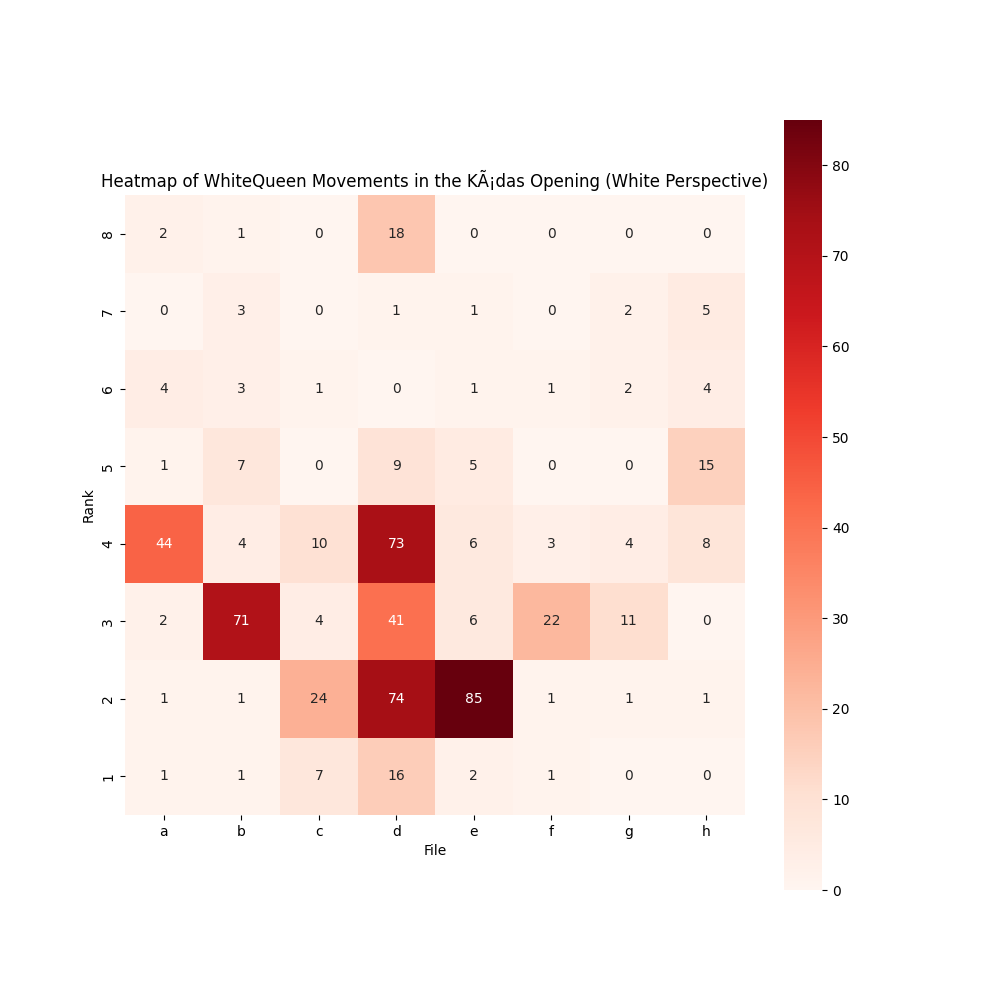 Heatmap of WhiteQueen Movements in the KÃ¡das Opening (White Perspective)
8 2 1 0 18 0 0 0 0
7 0 3 0 1 1 0 2 5
6 4 3 1 0 1 1 2 4
5 1 7 0 9 5 0 0 15
4 44 4 10 73 6 3 4 8
3 2 71 4 41 6 22 11 0
2 1 1 24 74 85 1 1 1
1 1 1 7 16 2 1 0 0
a b c d e f g h
File
Rank
80
70
60
50
40
30
20
10
0